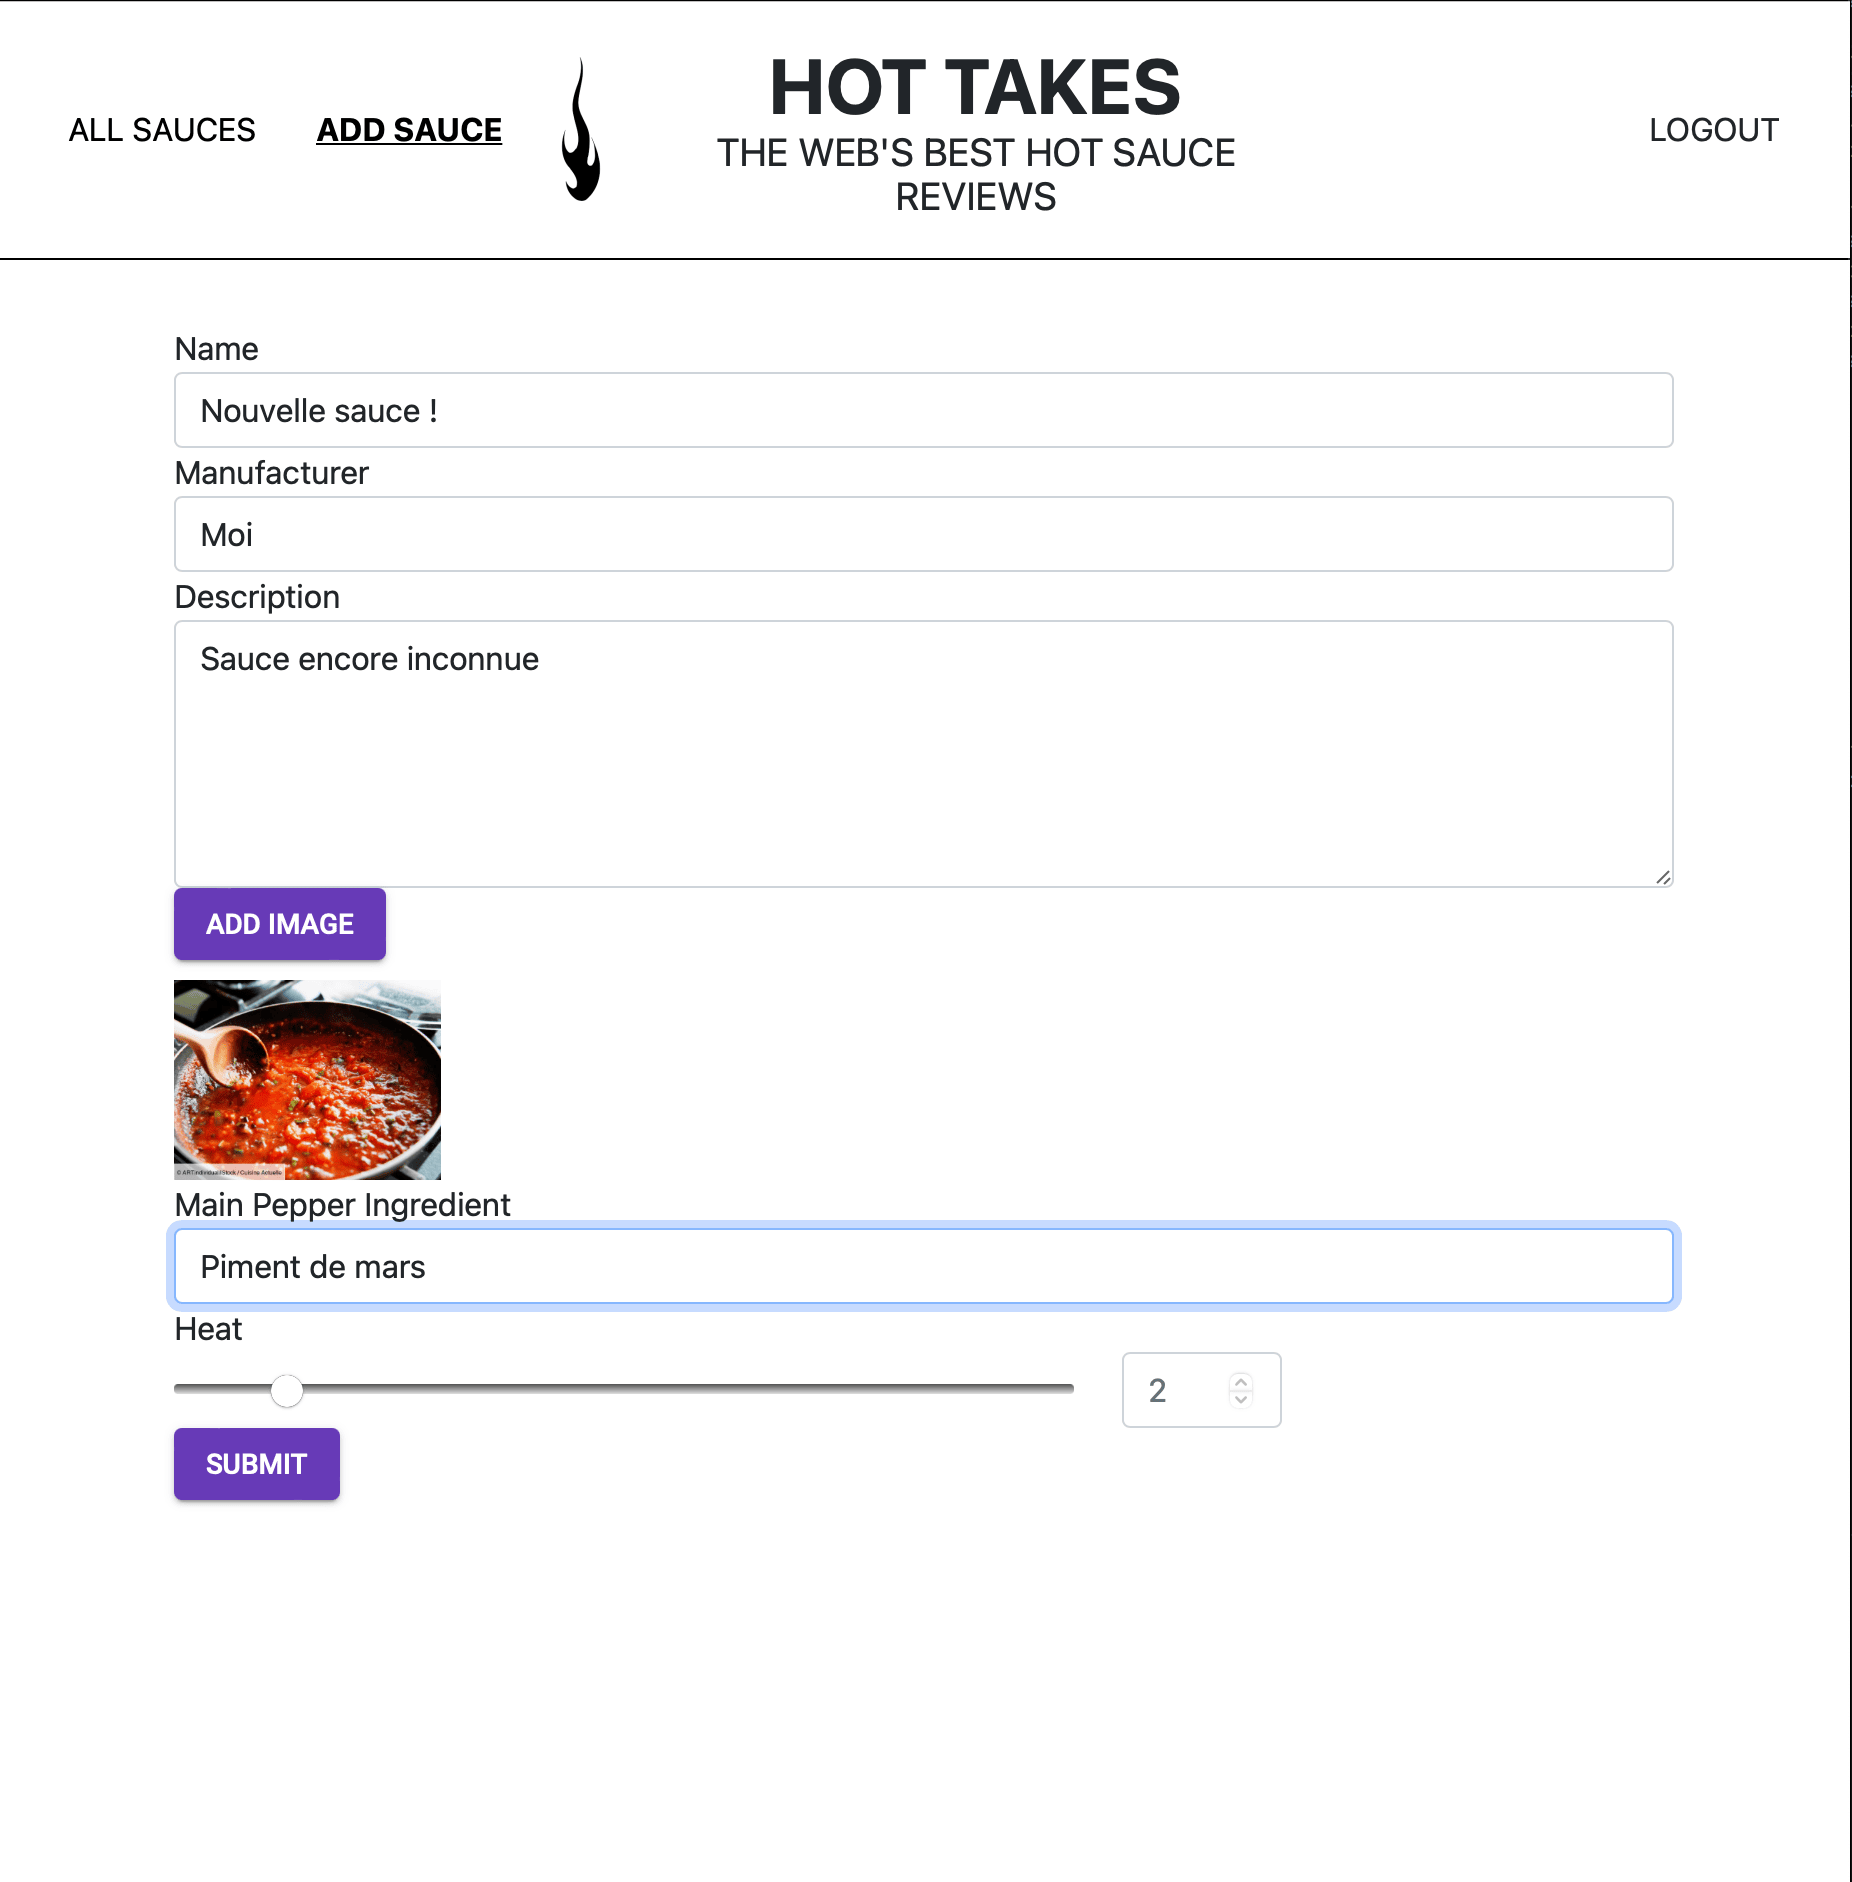 ALL SAUCES
ADD SAUCE
HOT TAKES
THE WEB'S BEST HOT SAUCE
REVIEWS
LOGOUT
Name
Nouvelle sauce !
Manufacturer
Moi
Description
Sauce encore inconnue
ADD IMAGE
Main Pepper Ingredient
Piment de mars
Heat
2
SUBMIT